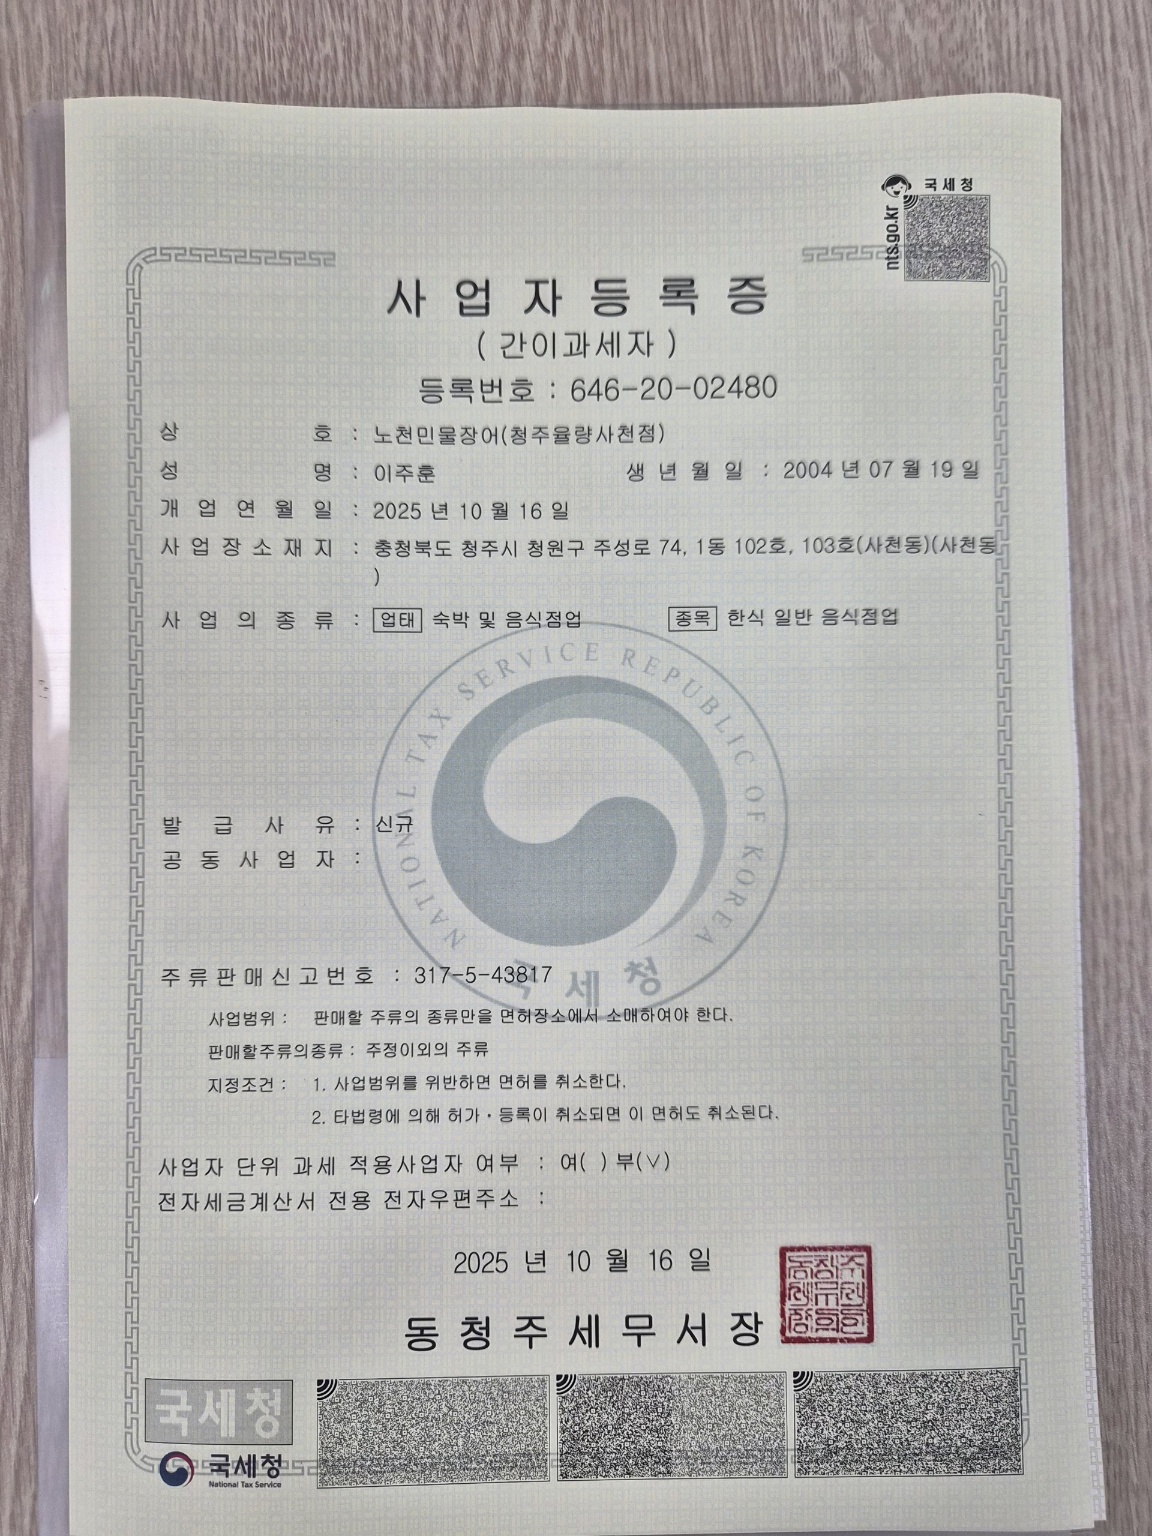 국세청
nts.go.kr
사업자등록증
( 간이과세자 )
등록번호 : 646-20-02480
상 호 : 노천민물장어(청주율량사천점)
성 명 : 이주훈 생 년 월 일 : 2004 년 07 월 19 일
개 업 연 월 일 : 2025 년 10 월 16 일
사 업 장 소 재 지 : 충청북도 청주시 청원구 주성로 74, 1동 102호, 103호(사천동)(사천동
)
사 업 의 종 류 : 업태 숙박 및 음식점업 종목 한식 일반 음식점업
NATIONAL TAX SERVICE REPUBLIC OF KOREA
국세청
발 급 사 유 : 신규
공 동 사 업 자 :
주 류 판 매 신 고 번 호 : 317-5-43817
사업범위 : 판매할 주류의 종류만을 면허장소에서 소매하여야 한다.
판매할주류의종류 : 주정이외의 주류
지정조건 : 1. 사업범위를 위반하면 면허를 취소한다.
2. 타법령에 의해 허가·등록이 취소되면 이 면허도 취소된다.
사업자 단위 과세 적용사업자 여부 : 여( ) 부(∨)
전자세금계산서 전용 전자우편주소 :
2025 년 10 월 16 일
동청주세무서장
국세청
국세청
National Tax Service